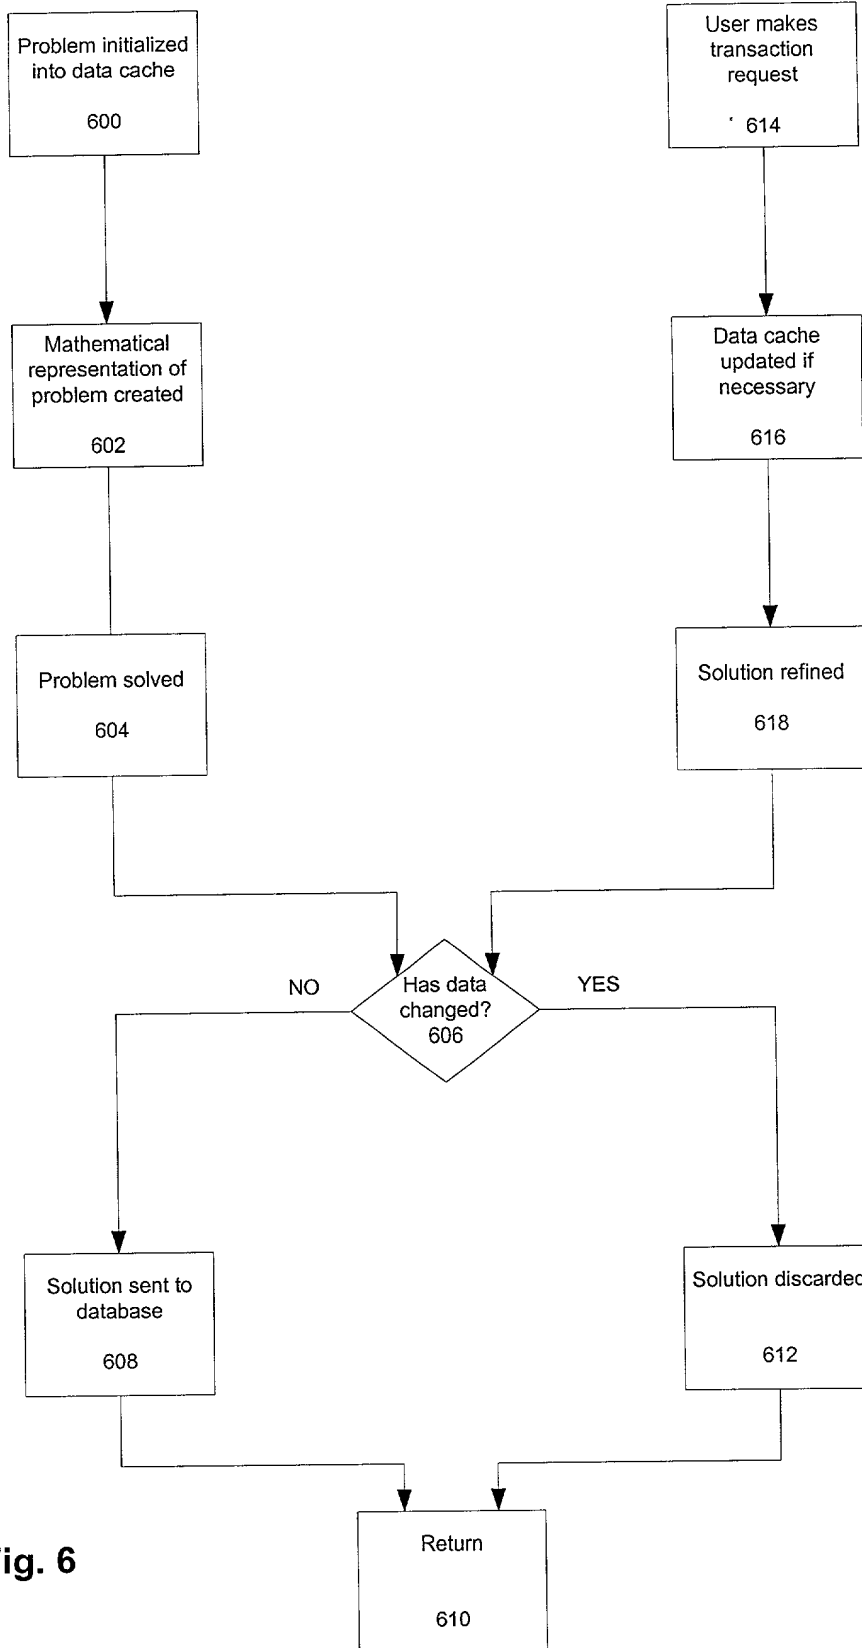 Problem initialized
into data cache
600
User makes
transaction
request
614
Mathematical
representation of
problem created
602
Data cache
updated if
necessary
616
Problem solved
604
Solution refined
618
NO
Has data
changed?
606
YES
Solution sent to
database
608
Solution discarded
612
Return
610
ig. 6